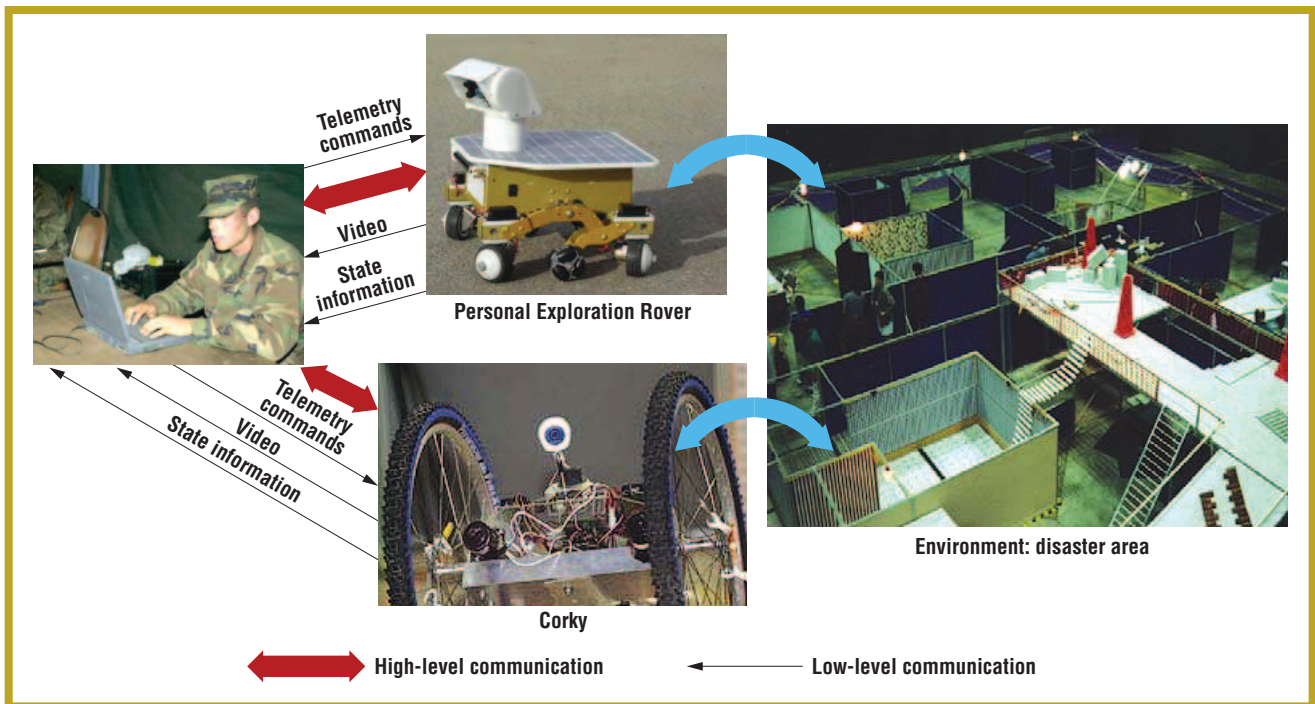 Telemetry
commands
Video
State
information
Personal Exploration Rover
Telemetry
commands
Video
State information
Environment: disaster area
Corky
High-level communication
Low-level communication